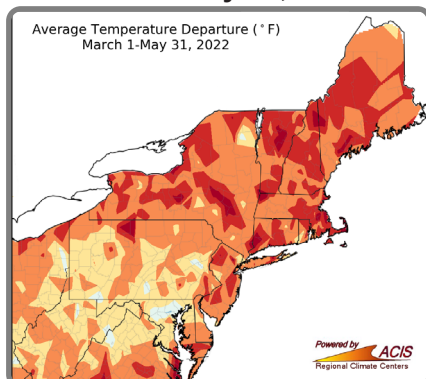 Average Temperature Departure (°F)
March 1-May 31, 2022
Powered by
ACIS
Regional Climate Centers